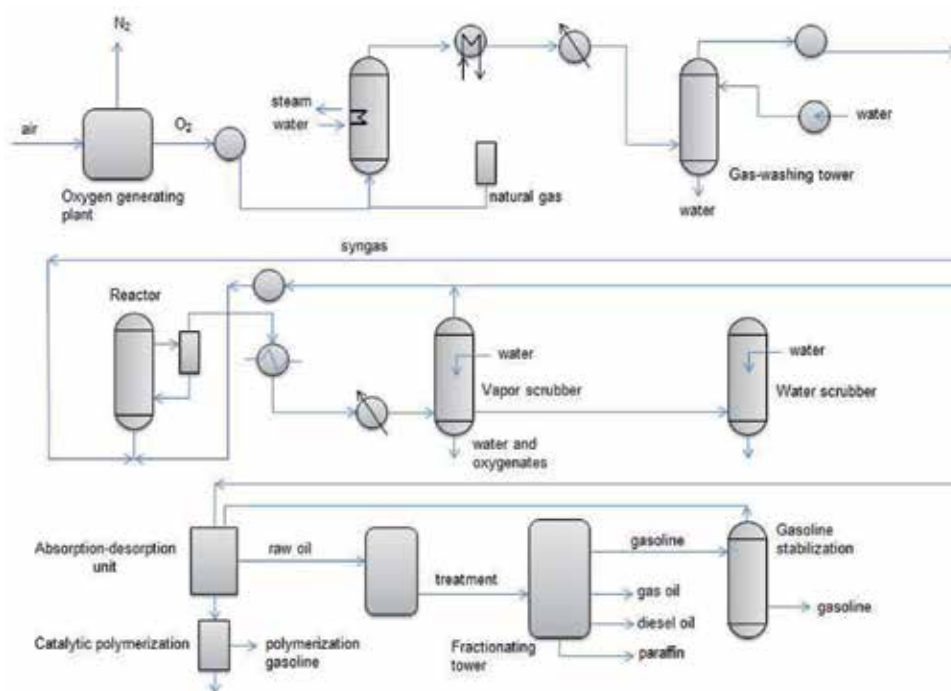 N₂
air
O₂
Oxygen generating
plant
steam
water
natural gas
water
Gas-washing tower
water
syngas
Reactor
water
Vapor scrubber
water and
oxygenates
water
Water scrubber
Absorption-desorption
unit
raw oil
treatment
gasoline
gas oil
diesel oil
paraffin
Fractionating
tower
Gasoline
stabilization
gasoline
Catalytic polymerization
polymerization
gasoline